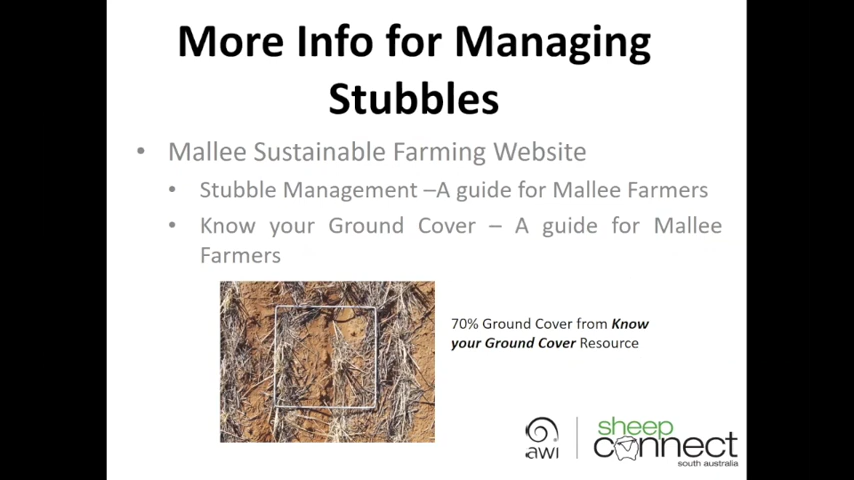 More Info for Managing
Stubbles
• Mallee Sustainable Farming Website
• Stubble Management –A guide for Mallee Farmers
• Know your Ground Cover – A guide for Mallee
Farmers
70% Ground Cover from Know
your Ground Cover Resource
awi
sheep
connect
south australia